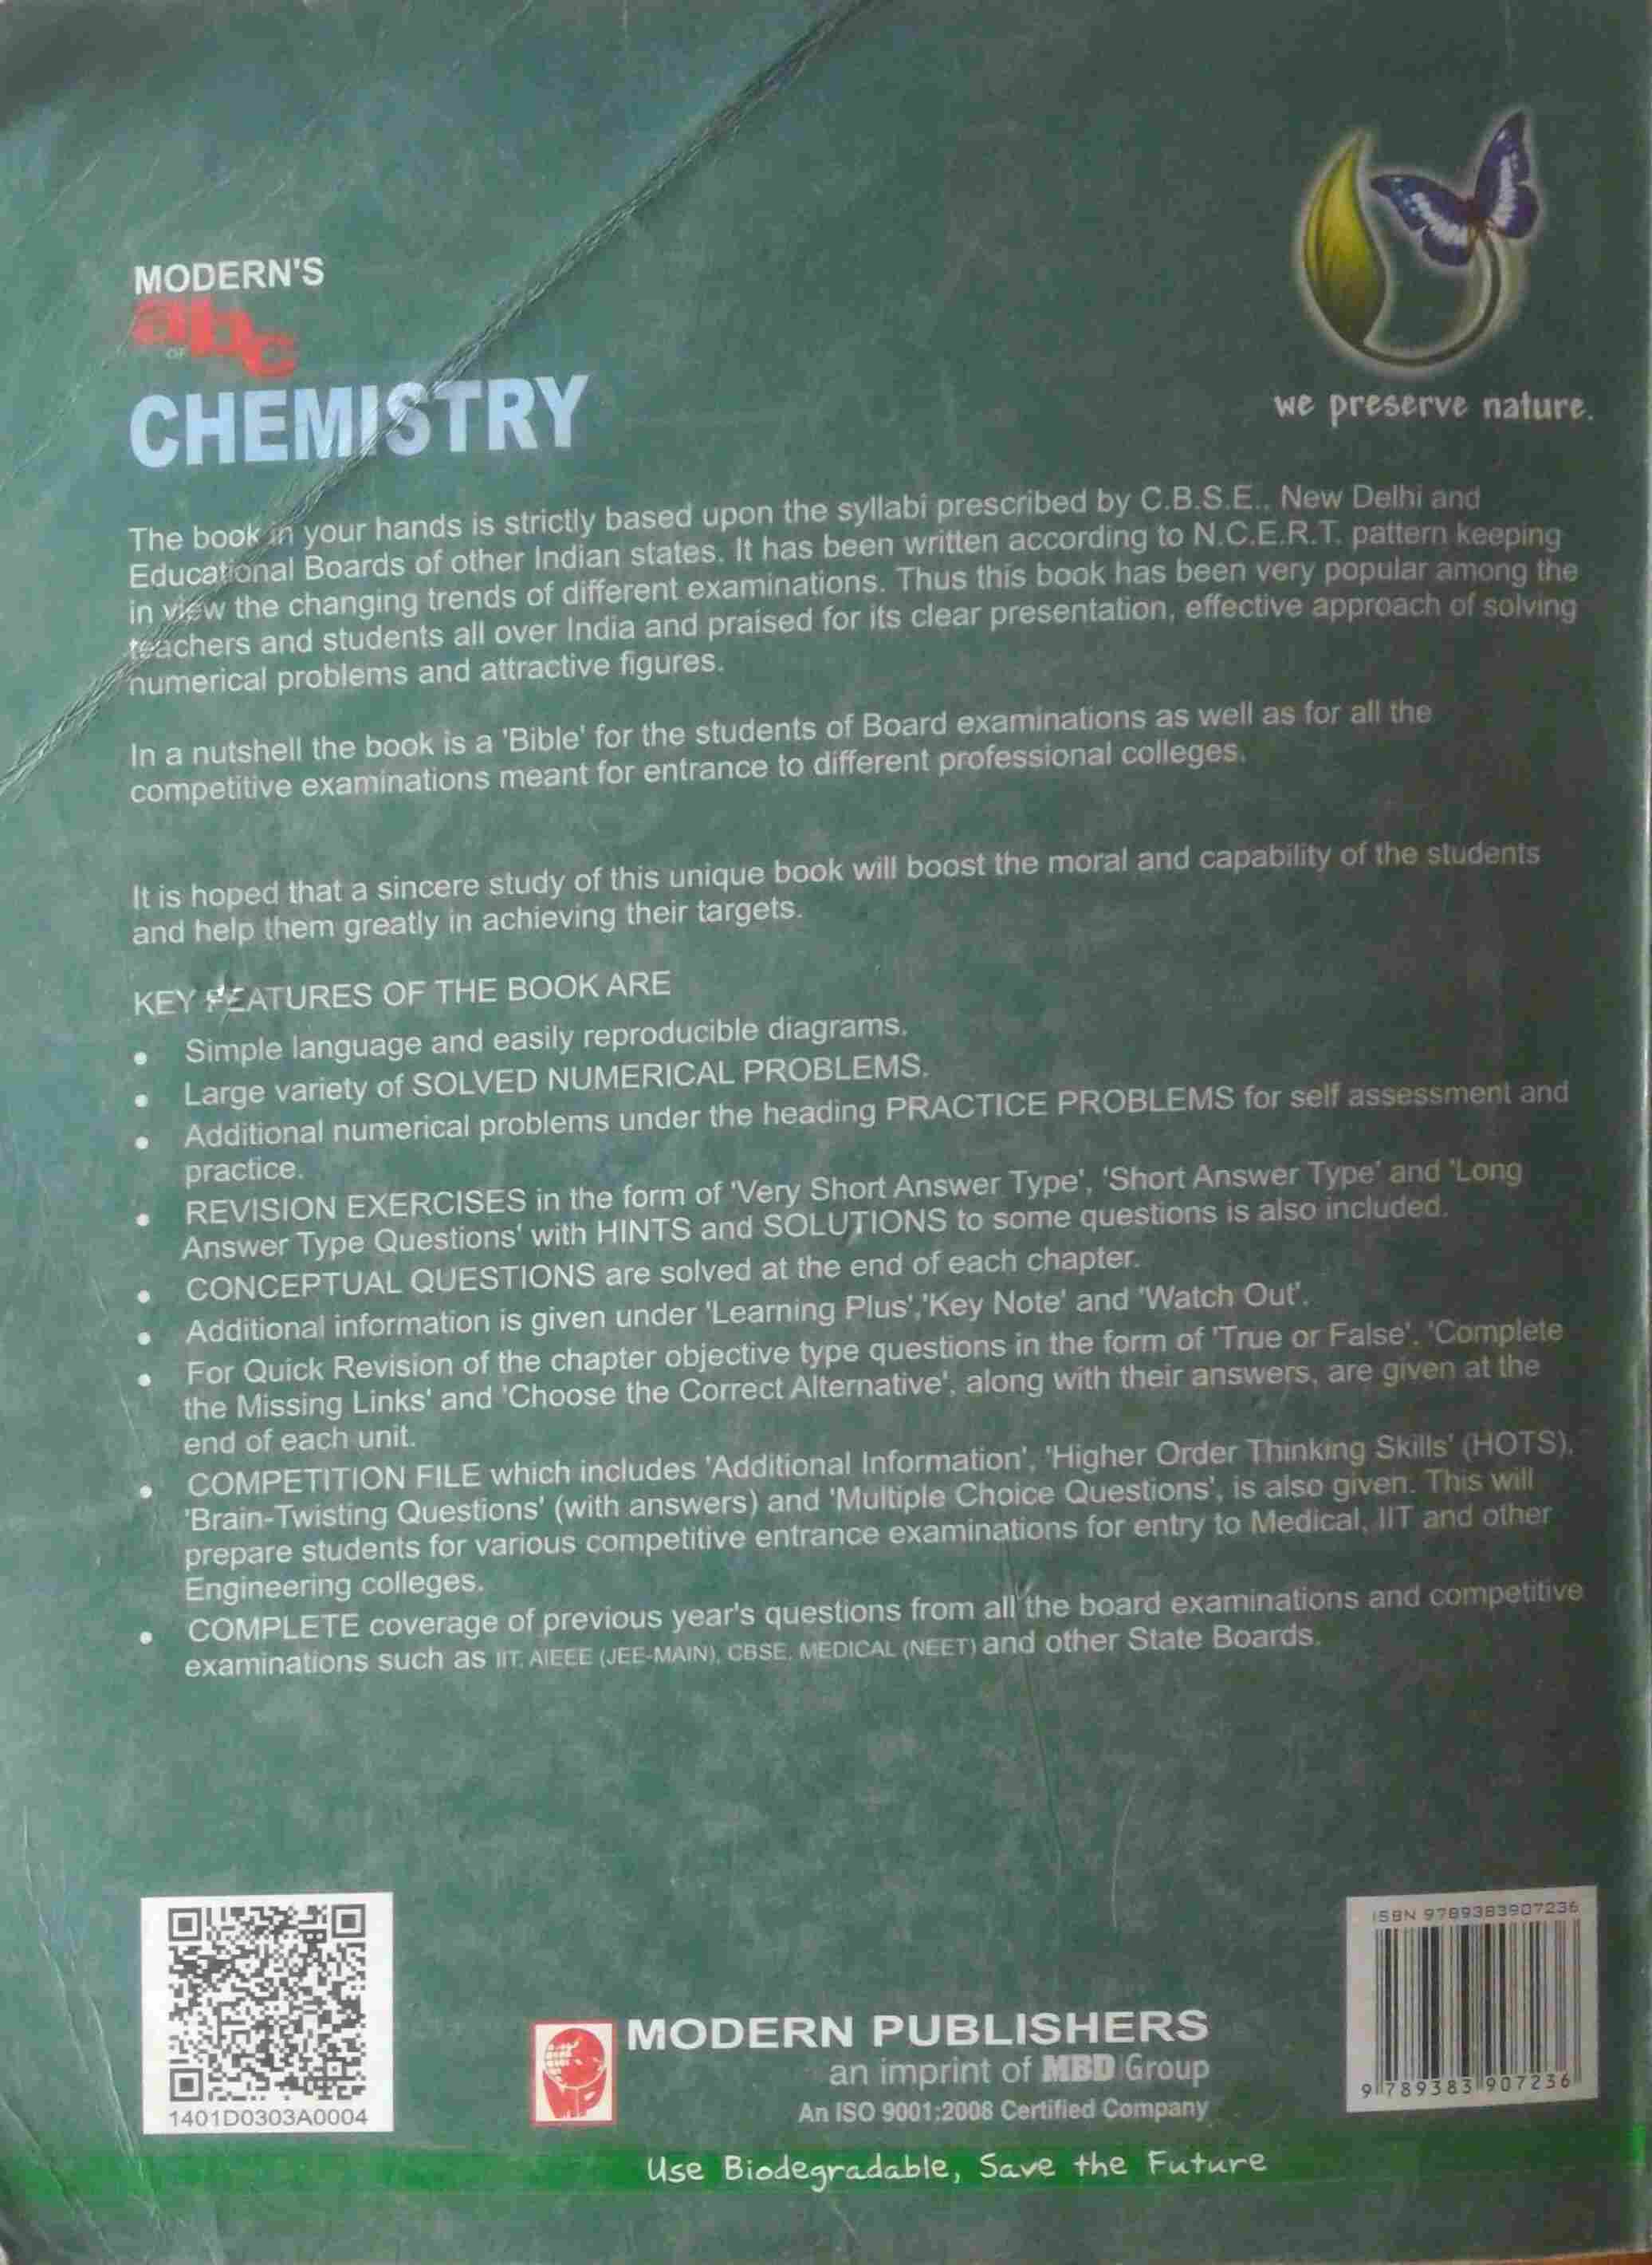 MODERN'S
abc
OF
CHEMISTRY
we preserve nature.
The book in your hands is strictly based upon the syllabi prescribed by C.B.S.E., New Delhi and
Educational Boards of other Indian states. It has been written according to N.C.E.R.T. pattern keeping
in view the changing trends of different examinations. Thus this book has been very popular among the
teachers and students all over India and praised for its clear presentation, effective approach of solving
numerical problems and attractive figures.
In a nutshell the book is a 'Bible' for the students of Board examinations as well as for all the
competitive examinations meant for entrance to different professional colleges.
It is hoped that a sincere study of this unique book will boost the moral and capability of the students
and help them greatly in achieving their targets.
KEY FEATURES OF THE BOOK ARE
• Simple language and easily reproducible diagrams.
• Large variety of SOLVED NUMERICAL PROBLEMS.
• Additional numerical problems under the heading PRACTICE PROBLEMS for self assessment and
practice.
• REVISION EXERCISES in the form of 'Very Short Answer Type', 'Short Answer Type' and 'Long
Answer Type Questions' with HINTS and SOLUTIONS to some questions is also included.
• CONCEPTUAL QUESTIONS are solved at the end of each chapter.
• Additional information is given under 'Learning Plus','Key Note' and 'Watch Out'.
• For Quick Revision of the chapter objective type questions in the form of 'True or False', 'Complete
the Missing Links' and 'Choose the Correct Alternative', along with their answers, are given at the
end of each unit.
• COMPETITION FILE which includes 'Additional Information', 'Higher Order Thinking Skills' (HOTS),
'Brain-Twisting Questions' (with answers) and 'Multiple Choice Questions', is also given. This will
prepare students for various competitive entrance examinations for entry to Medical, IIT and other
Engineering colleges.
• COMPLETE coverage of previous year's questions from all the board examinations and competitive
examinations such as IIT, AIEEE (JEE-MAIN), CBSE, MEDICAL (NEET) and other State Boards.
1401D0303A0004
MODERN PUBLISHERS
an imprint of MBD Group
An ISO 9001:2008 Certified Company
ISBN 9789383907236
9 789383 907236
Use Biodegradable, Save the Future